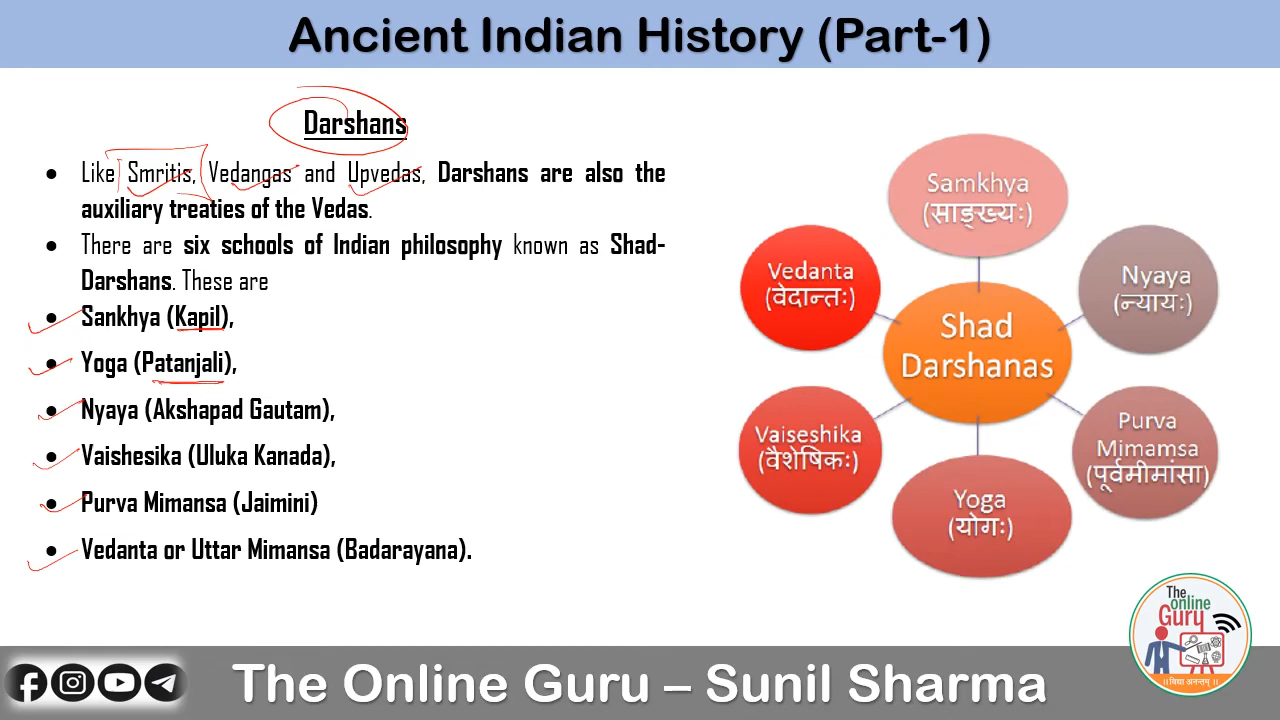 Ancient Indian History (Part-1)
Darshans
• Like Smritis, Vedangas and Upvedas, Darshans are also the
auxiliary treaties of the Vedas.
• There are six schools of Indian philosophy known as Shad-
Darshans. These are
• Sankhya (Kapil),
• Yoga (Patanjali),
• Nyaya (Akshapad Gautam),
• Vaishesika (Uluka Kanada),
• Purva Mimansa (Jaimini)
• Vedanta or Uttar Mimansa (Badarayana).
Samkhya
(साङ्ख्यः)
Vedanta
(वेदान्तः)
Nyaya
(न्यायः)
Shad
Darshanas
Vaiseshika
(वैशेषिकः)
Purva
Mimamsa
(पूर्वमीमांसा)
Yoga
(योगः)
The
online
Guru
।। विद्या अनन्तम् ।।
The Online Guru – Sunil Sharma